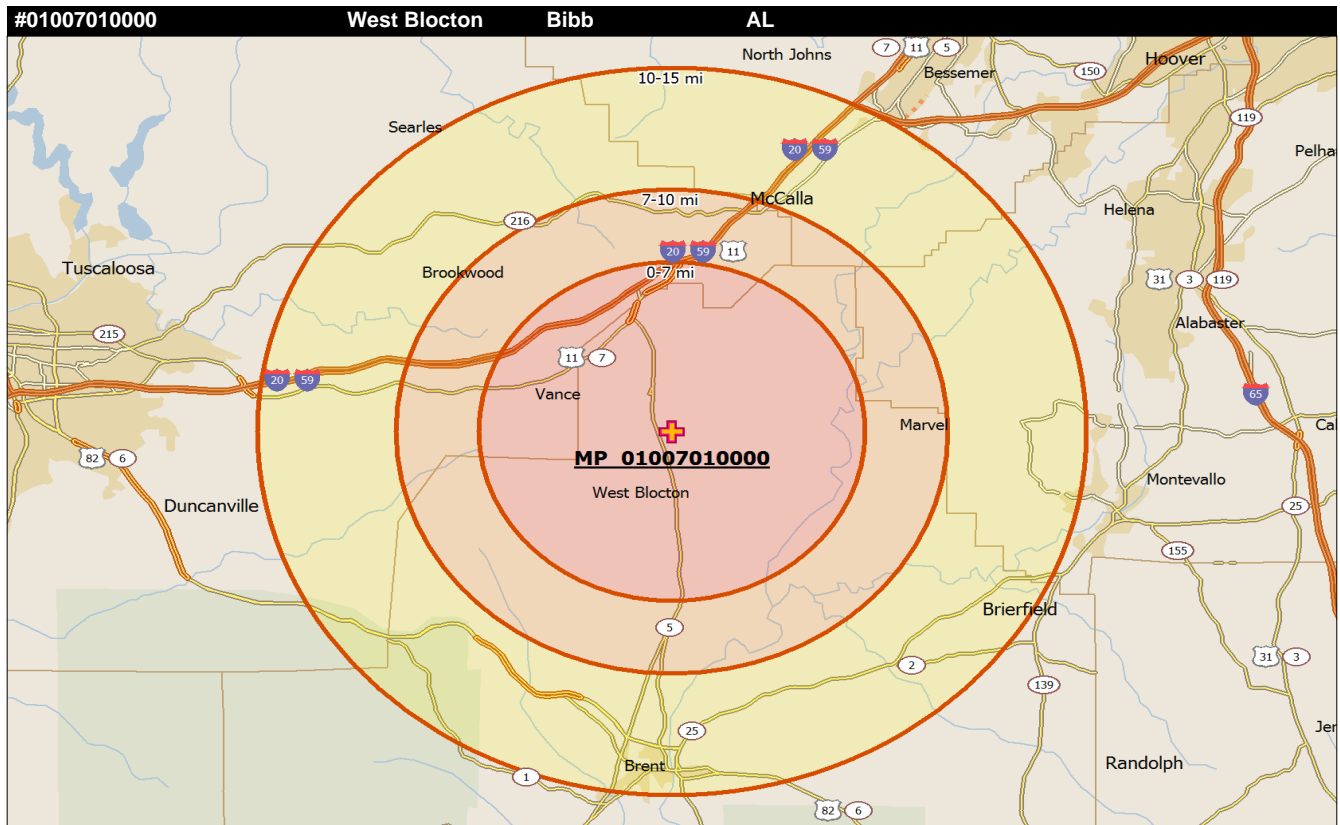 #01007010000 West Blocton Bibb AL
North Johns
7 11 5
Hoover
10-15 mi
Bessemer
150
119
Searles
20 59
Pelha
7-10 mi
McCalla
216
Helena
20 59 11
Tuscaloosa
Brookwood
0-7 mi
31 3 119
215
Alabaster
11 7
20 59
Vance
65
Marvel
Cal
82 6
MP 01007010000
West Blocton
Montevallo
Duncanville
25
155
Brierfield
5
2
31 3
139
25
Jer
Brent
Randolph
1
82 6